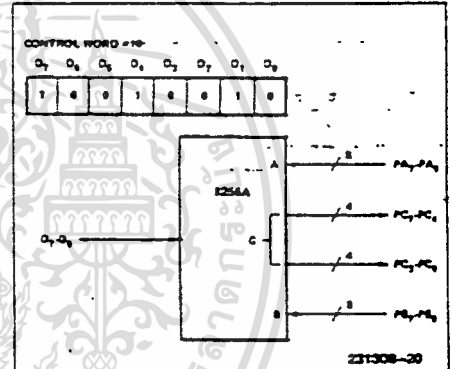 CONTROL WORD #10
D7 D6 D5 D4 D3 D2 D1 D0
1 0 0 1 0 0 1 0
8255A
A
8
PA7-PA0
4
PC7-PC4
D7-D0
C
4
PC3-PC0
B
8
PB7-PB0
231308-20